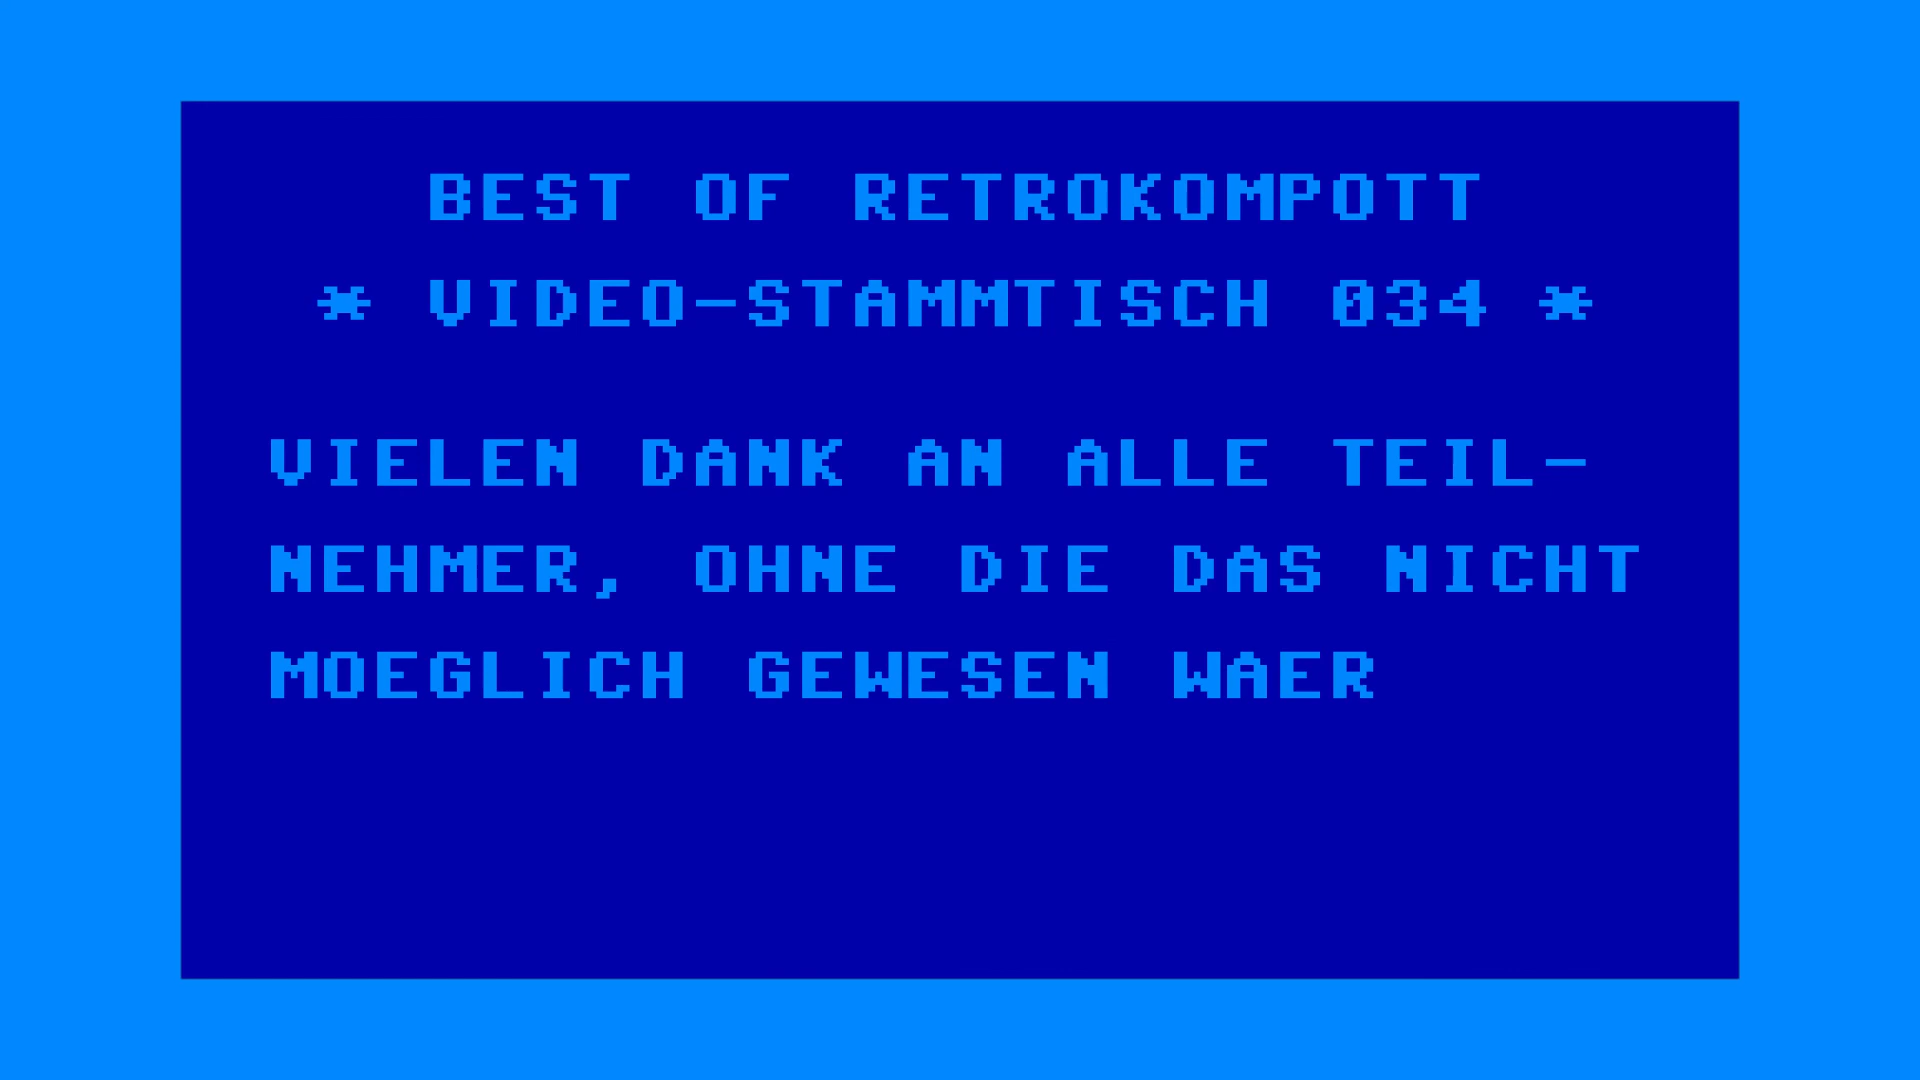 BEST OF RETROKOMPOTT
* VIDEO-STAMMTISCH 034 *
VIELEN DANK AN ALLE TEIL-
NEHMER, OHNE DIE DAS NICHT
MOEGLICH GEWESEN WAER